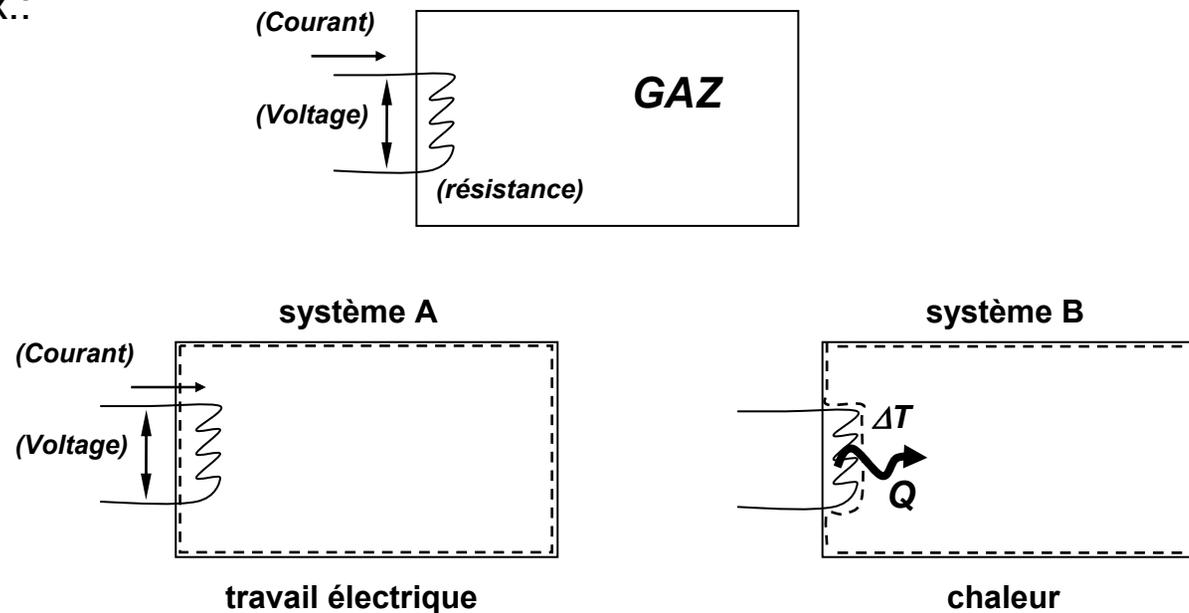 x.:
(Courant)
GAZ
(Voltage)
(résistance)
système A
système B
(Courant)
(Voltage)
ΔT
Q
travail électrique
chaleur